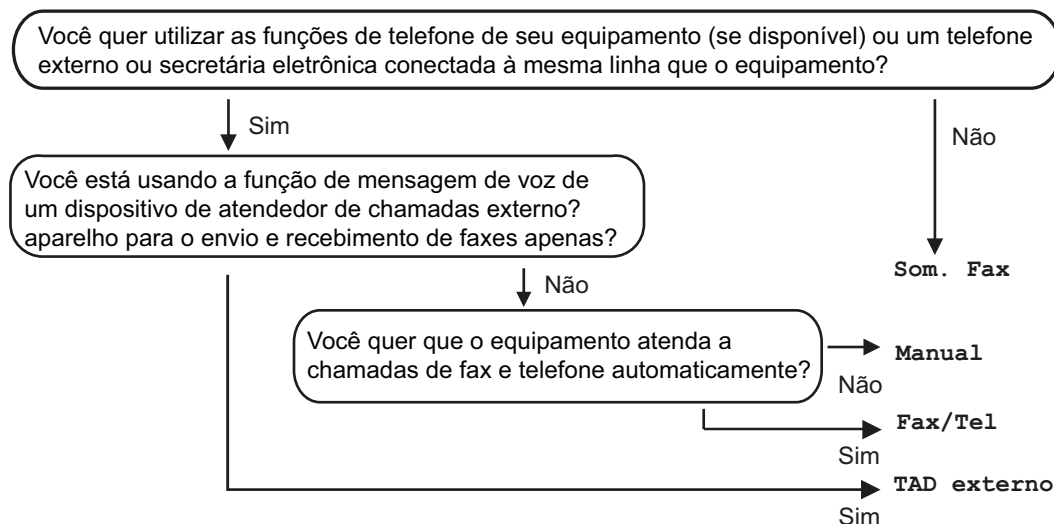 Você quer utilizar as funções de telefone de seu equipamento (se disponível) ou um telefone
externo ou secretária eletrônica conectada à mesma linha que o equipamento?
Sim
Não
Você está usando a função de mensagem de voz de
um dispositivo de atendedor de chamadas externo?
aparelho para o envio e recebimento de faxes apenas?
Som. Fax
Não
Você quer que o equipamento atenda a
chamadas de fax e telefone automaticamente?
Manual
Não
Fax/Tel
Sim
TAD externo
Sim